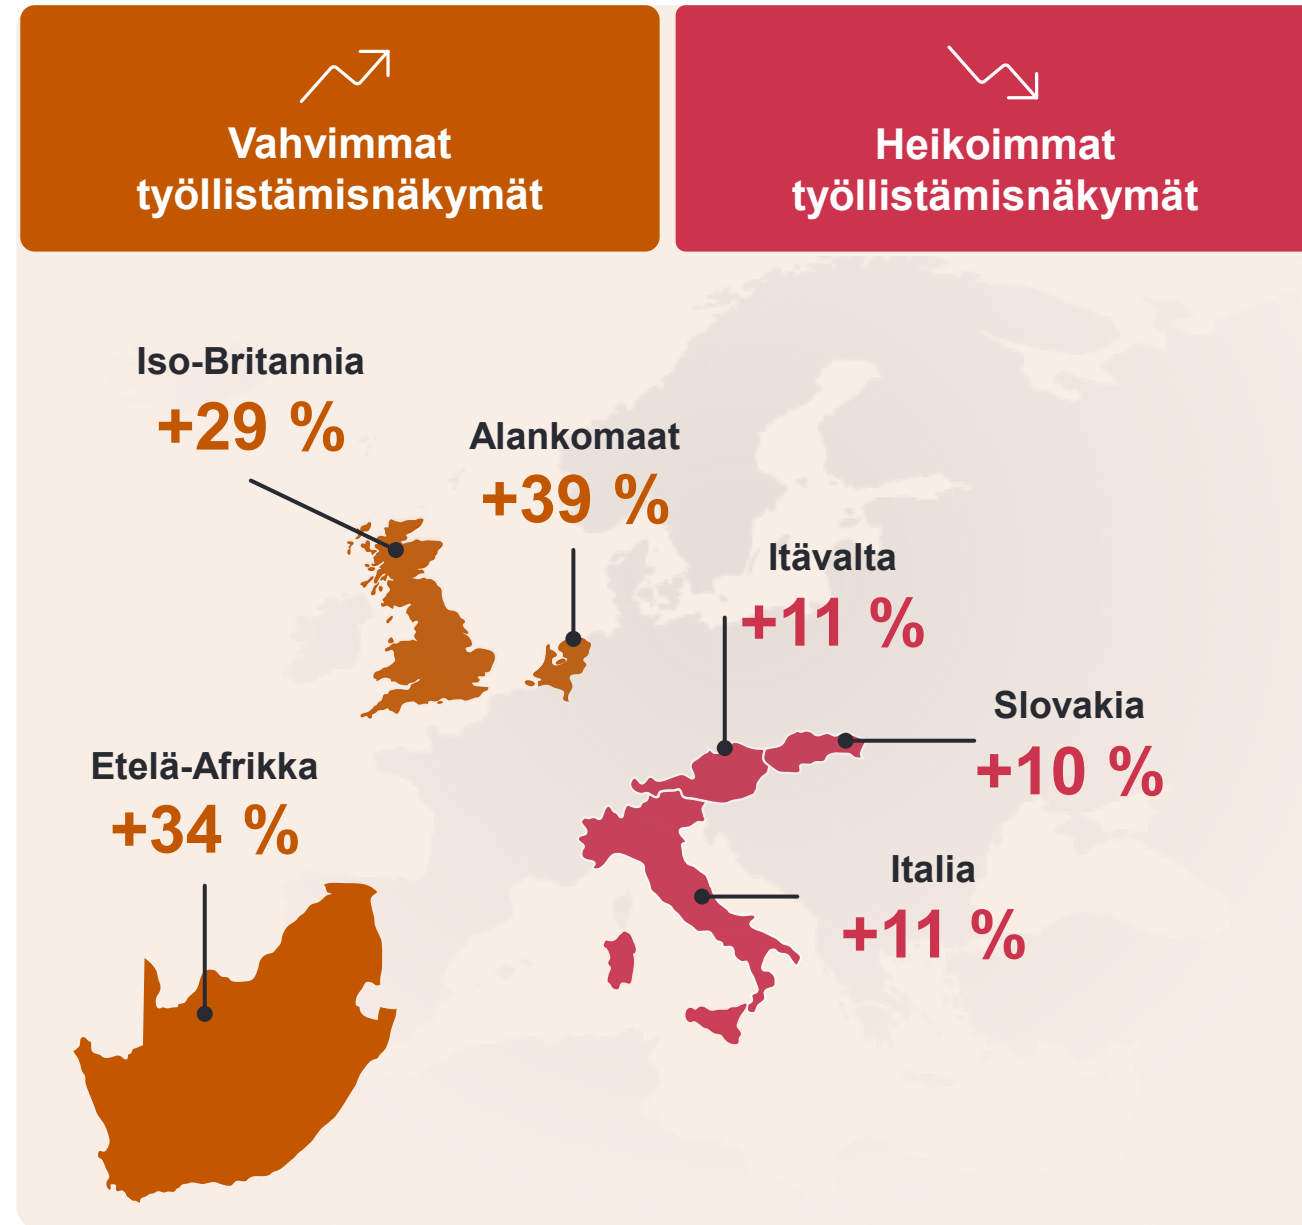 Vahvimmat
työllistämisnäkymät
Heikoimmat
työllistämisnäkymät
Iso-Britannia
+29 %
Alankomaat
+39 %
Itävalta
+11 %
Slovakia
+10 %
Etelä-Afrikka
+34 %
Italia
+11 %